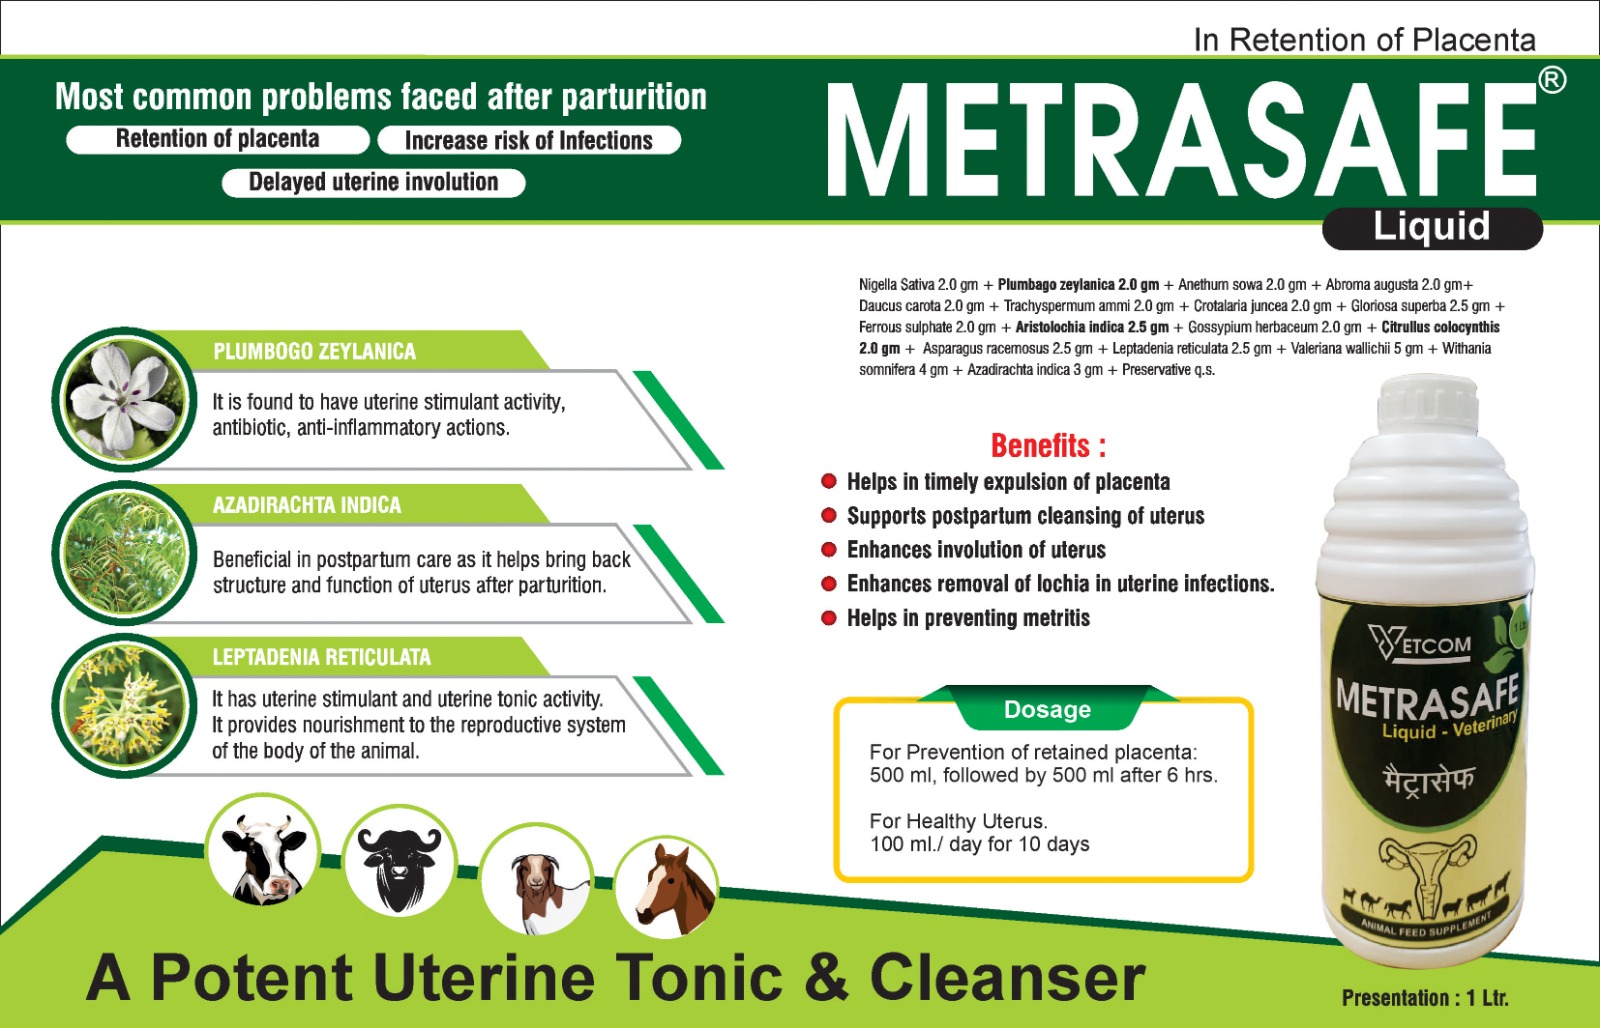 In Retention of Placenta
Most common problems faced after parturition
Retention of placenta
Increase risk of Infections
Delayed uterine involution
METRASAFE®
Liquid
Nigella Sativa 2.0 gm + Plumbago zeylanica 2.0 gm + Anethum sowa 2.0 gm + Abroma augusta 2.0 gm+
Daucus carota 2.0 gm + Trachyspermum ammi 2.0 gm + Crotalaria juncea 2.0 gm + Gloriosa superba 2.5 gm +
Ferrous sulphate 2.0 gm + Aristolochia indica 2.5 gm + Gossypium herbaceum 2.0 gm + Citrullus colocynthis
2.0 gm + Asparagus racemosus 2.5 gm + Leptadenia reticulata 2.5 gm + Valeriana wallichii 5 gm + Withania
somnifera 4 gm + Azadirachta indica 3 gm + Preservative q.s.
PLUMBOGO ZEYLANICA
It is found to have uterine stimulant activity,
antibiotic, anti-inflammatory actions.
AZADIRACHTA INDICA
Beneficial in postpartum care as it helps bring back
structure and function of uterus after parturition.
LEPTADENIA RETICULATA
It has uterine stimulant and uterine tonic activity.
It provides nourishment to the reproductive system
of the body of the animal.
Benefits :
Helps in timely expulsion of placenta
Supports postpartum cleansing of uterus
Enhances involution of uterus
Enhances removal of lochia in uterine infections.
Helps in preventing metritis
Dosage
For Prevention of retained placenta:
500 ml, followed by 500 ml after 6 hrs.
For Healthy Uterus.
100 ml./ day for 10 days
1 Ltr.
VETCOM
METRASAFE
Liquid - Veterinary
मैट्रासेफ
ANIMAL FEED SUPPLEMENT
A Potent Uterine Tonic & Cleanser
Presentation : 1 Ltr.